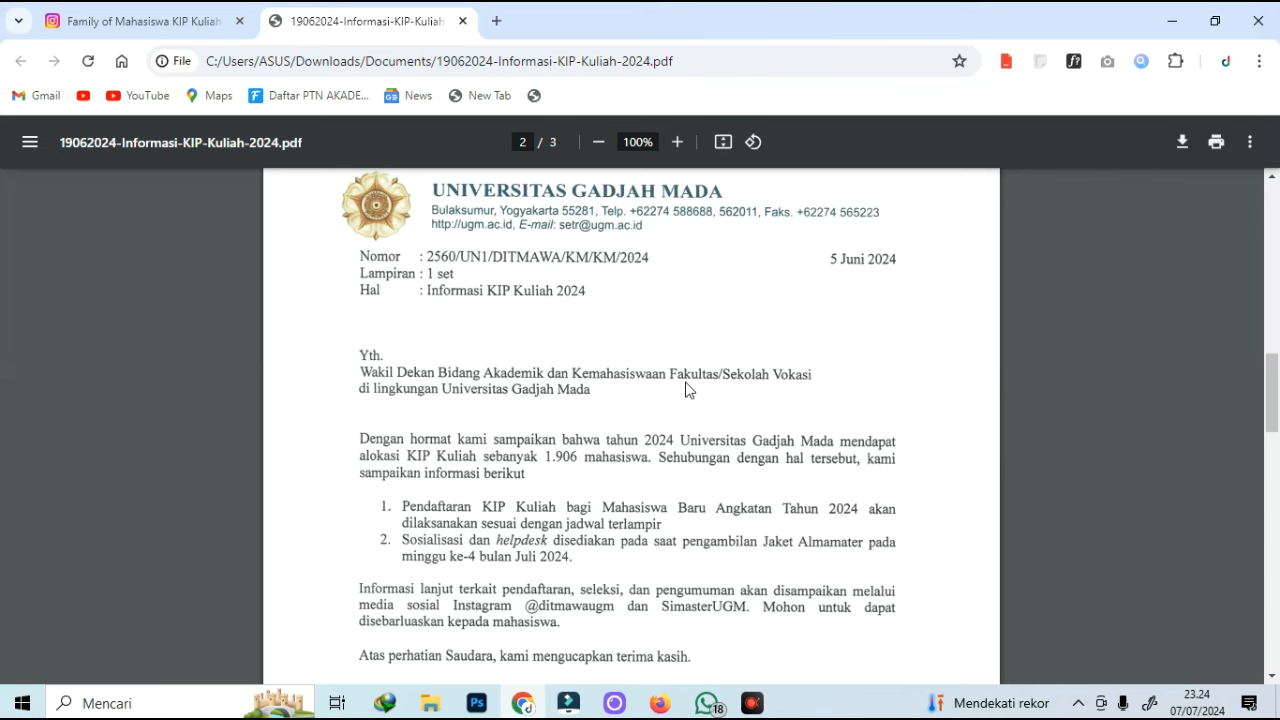 Family of Mahasiswa KIP Kuliah
19062024-Informasi-KIP-Kuliah-
File
C:/Users/ASUS/Downloads/Documents/19062024-Informasi-KIP-Kuliah-2024.pdf
Gmail
YouTube
Maps
Daftar PTN AKADE...
News
New Tab
19062024-Informasi-KIP-Kuliah-2024.pdf
2 / 3
100%
UNIVERSITAS GADJAH MADA
Bulaksumur, Yogyakarta 55281, Telp. +62274 588688, 562011, Faks. +62274 565223
http://ugm.ac.id, E-mail: setr@ugm.ac.id
Nomor : 2560/UN1/DITMAWA/KM/KM/2024 5 Juni 2024
Lampiran : 1 set
Hal : Informasi KIP Kuliah 2024
Yth.
Wakil Dekan Bidang Akademik dan Kemahasiswaan Fakultas/Sekolah Vokasi
di lingkungan Universitas Gadjah Mada
Dengan hormat kami sampaikan bahwa tahun 2024 Universitas Gadjah Mada mendapat
alokasi KIP Kuliah sebanyak 1.906 mahasiswa. Sehubungan dengan hal tersebut, kami
sampaikan informasi berikut
1. Pendaftaran KIP Kuliah bagi Mahasiswa Baru Angkatan Tahun 2024 akan
dilaksanakan sesuai dengan jadwal terlampir
2. Sosialisasi dan helpdesk disediakan pada saat pengambilan Jaket Almamater pada
minggu ke-4 bulan Juli 2024.
Informasi lanjut terkait pendaftaran, seleksi, dan pengumuman akan disampaikan melalui
media sosial Instagram @ditmawaugm dan SimasterUGM. Mohon untuk dapat
disebarluaskan kepada mahasiswa.
Atas perhatian Saudara, kami mengucapkan terima kasih.
Mencari
Ps
18
Mendekati rekor
23.24
07/07/2024